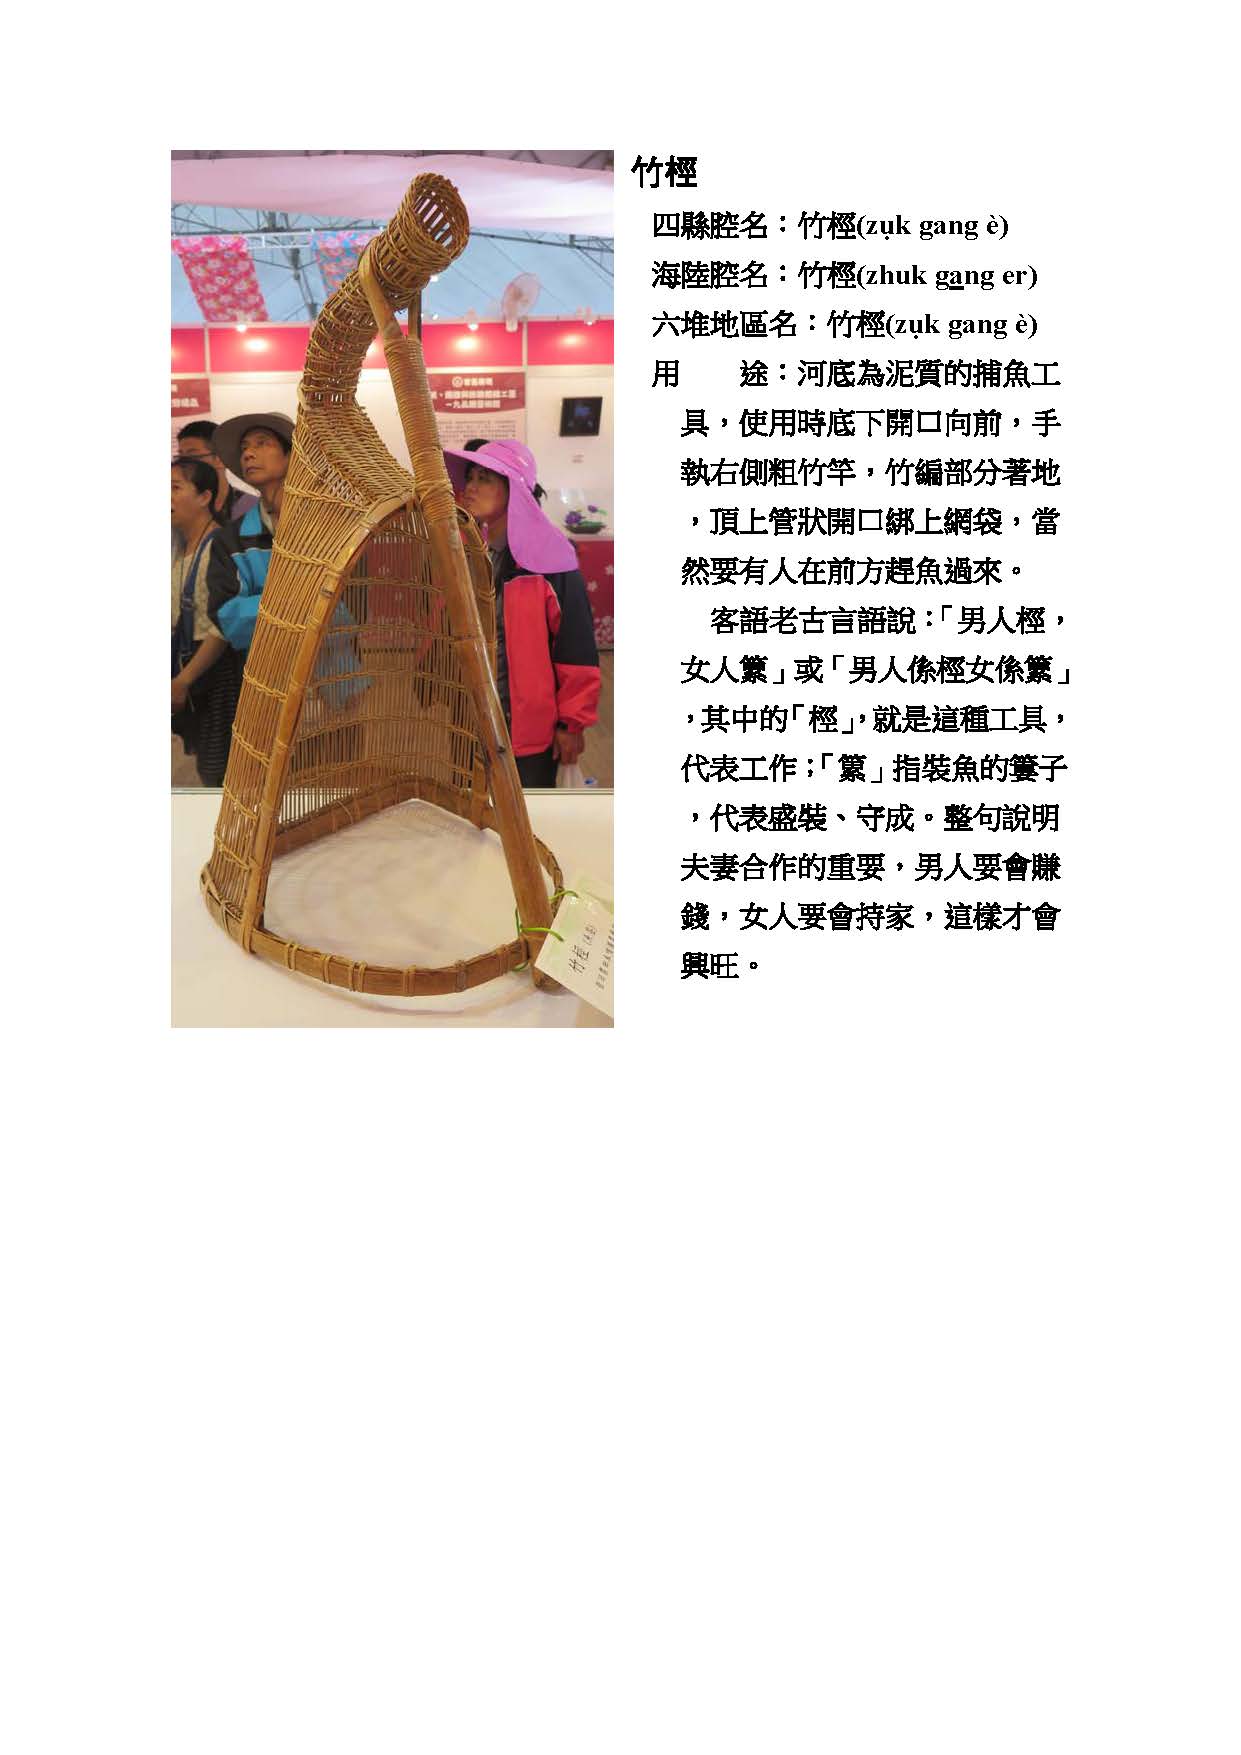 竹桱
四縣腔名：竹桱(zụk gang è)
海陸腔名：竹桱(zhuk gang er)
六堆地區名：竹桱(zụk gang è)
用　　途：河底為泥質的捕魚工
具，使用時底下開口向前，手
執右側粗竹竿，竹編部分著地
，頂上管狀開口綁上網袋，當
然要有人在前方趕魚過來。
客語老古言語說：「男人桱，
女人䉂」或「男人係桱女係䉂」
，其中的「桱」，就是這種工具，
代表工作；「䉂」指裝魚的簍子
，代表盛裝、守成。整句說明
夫妻合作的重要，男人要會賺
錢，女人要會持家，這樣才會
興旺。
竹桱